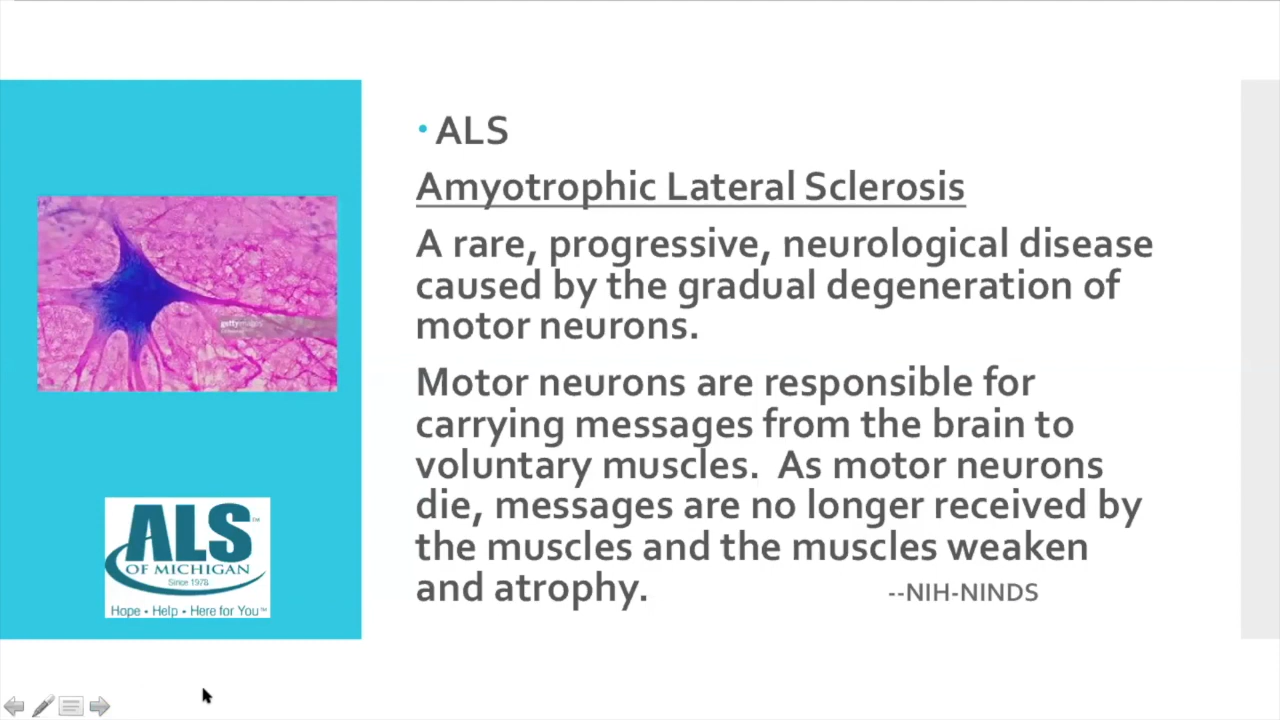 • ALS
Amyotrophic Lateral Sclerosis
A rare, progressive, neurological disease
caused by the gradual degeneration of
motor neurons.
Motor neurons are responsible for
carrying messages from the brain to
voluntary muscles.  As motor neurons
die, messages are no longer received by
the muscles and the muscles weaken
and atrophy.
--NIH-NINDS
gettyimages
ALS™
OF MICHIGAN
Since 1978
Hope • Help • Here for You™